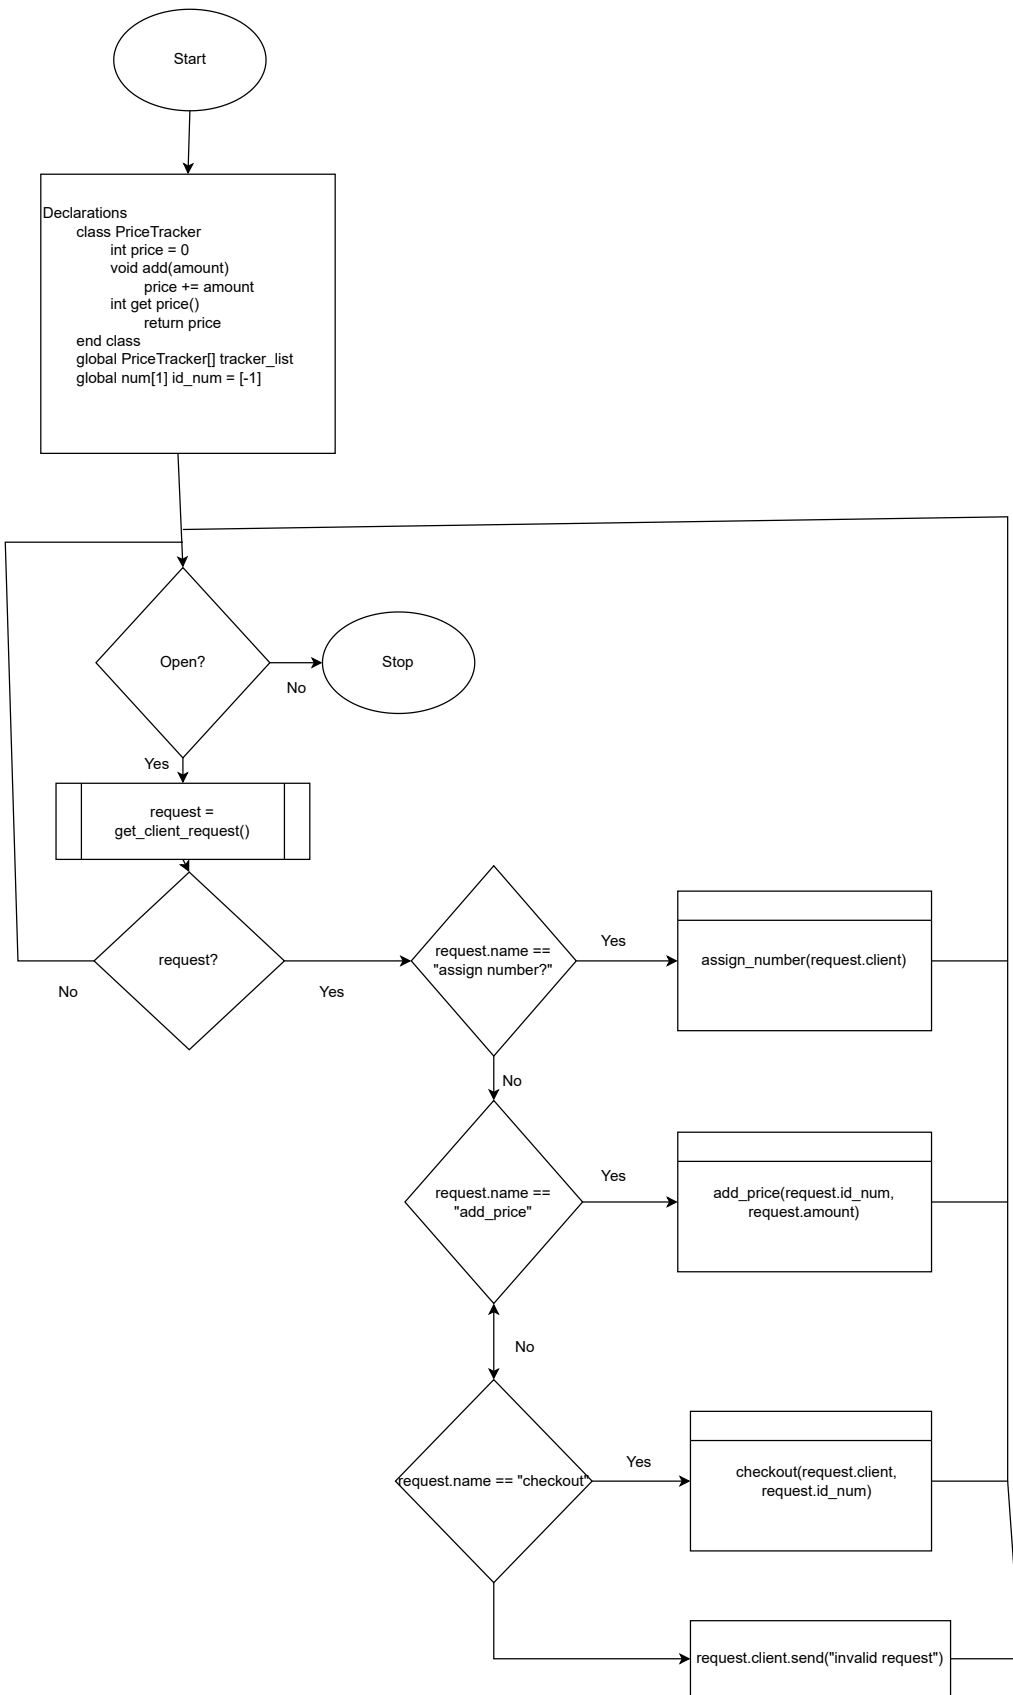 Start
Declarations
class PriceTracker
int price = 0
void add(amount)
price += amount
int get price()
return price
end class
global PriceTracker[] tracker_list
global num[1] id_num = [-1]
Open?
Stop
No
Yes
request =
get_client_request()
request?
No
Yes
request.name ==
"assign number?"
Yes
assign_number(request.client)
No
request.name ==
"add_price"
Yes
add_price(request.id_num,
request.amount)
No
request.name == "checkout"
Yes
checkout(request.client,
request.id_num)
request.client.send("invalid request")